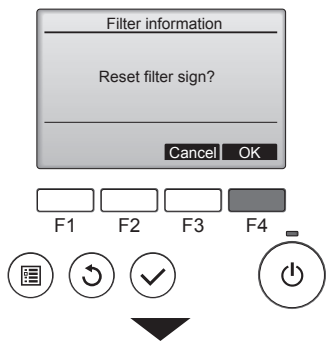 Filter information
Reset filter sign?
Cancel OK
F1 F2 F3 F4